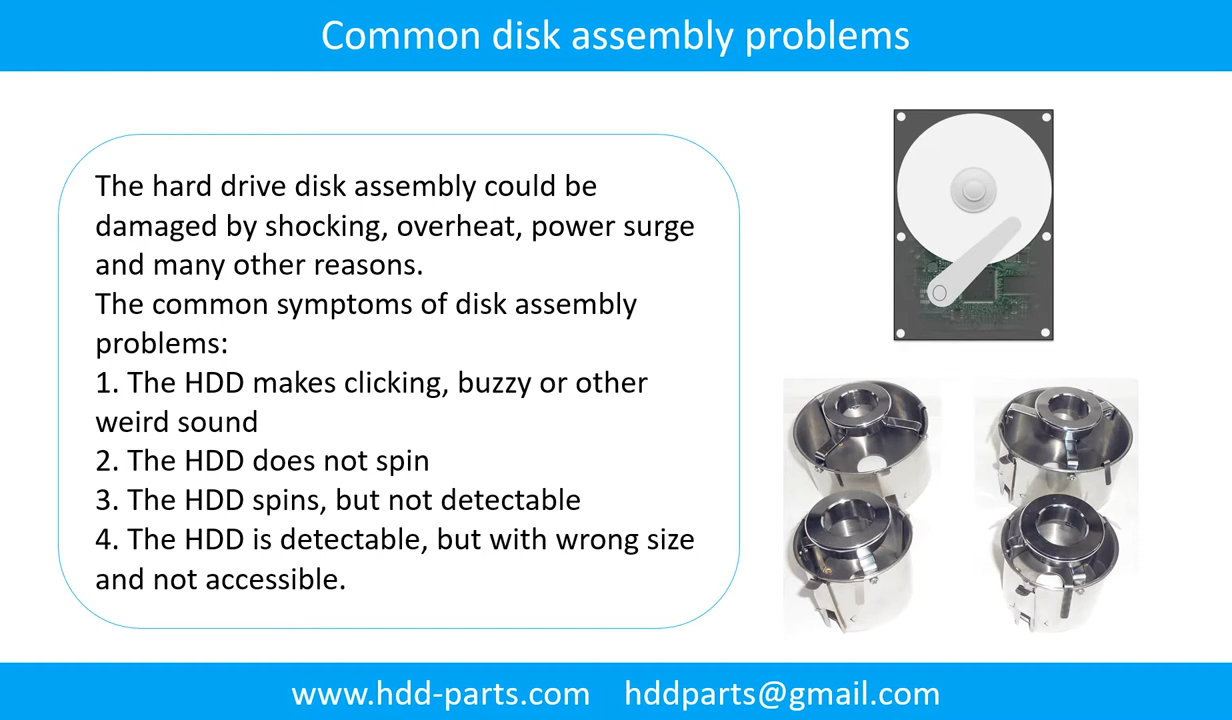 Common disk assembly problems
The hard drive disk assembly could be
damaged by shocking, overheat, power surge
and many other reasons.
The common symptoms of disk assembly
problems:
1. The HDD makes clicking, buzzy or other
weird sound
2. The HDD does not spin
3. The HDD spins, but not detectable
4. The HDD is detectable, but with wrong size
and not accessible.
www.hdd-parts.com hddparts@gmail.com